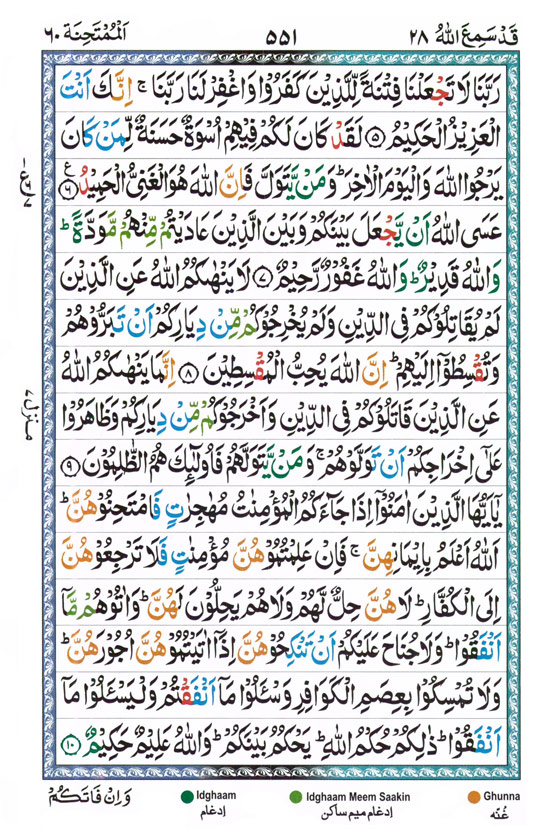 قَدْ سَمِعَ اللّٰهُ ٢٨ ٥٥١ اَلْمُمْتَحِنَة ٦٠
رَبَّنَا لَا تَجْعَلْنَا فِتْنَةً لِّلَّذِيْنَ كَفَرُوْا وَاغْفِرْ لَنَا رَبَّنَا ۚ اِنَّكَ اَنْتَ
الْعَزِيْزُ الْحَكِيْمُ ۝٥ لَقَدْ كَانَ لَكُمْ فِيْهِمْ اُسْوَةٌ حَسَنَةٌ لِّمَنْ كَانَ
يَرْجُوا اللّٰهَ وَالْيَوْمَ الْاٰخِرَ ؕ وَمَنْ يَّتَوَلَّ فَاِنَّ اللّٰهَ هُوَ الْغَنِىُّ الْحَمِيْدُ ۝٦ ع
عَسَى اللّٰهُ اَنْ يَّجْعَلَ بَيْنَكُمْ وَبَيْنَ الَّذِيْنَ عَادَيْتُمْ مِّنْهُمْ مَّوَدَّةً ؕ
وَاللّٰهُ قَدِيْرٌ ؕ وَاللّٰهُ غَفُوْرٌ رَّحِيْمٌ ۝٧ لَا يَنْهٰىكُمُ اللّٰهُ عَنِ الَّذِيْنَ
لَمْ يُقَاتِلُوْكُمْ فِى الدِّيْنِ وَلَمْ يُخْرِجُوْكُمْ مِّنْ دِيَارِكُمْ اَنْ تَبَرُّوْهُمْ
وَتُقْسِطُوْۤا اِلَيْهِمْ ؕ اِنَّ اللّٰهَ يُحِبُّ الْمُقْسِطِيْنَ ۝٨ اِنَّمَا يَنْهٰىكُمُ اللّٰهُ
عَنِ الَّذِيْنَ قَاتَلُوْكُمْ فِى الدِّيْنِ وَاَخْرَجُوْكُمْ مِّنْ دِيَارِكُمْ وَظَاهَرُوْا
عَلٰٓى اِخْرَاجِكُمْ اَنْ تَوَلَّوْهُمْ ۚ وَمَنْ يَّتَوَلَّهُمْ فَاُولٰٓئِكَ هُمُ الظّٰلِمُوْنَ ۝٩
يٰۤاَيُّهَا الَّذِيْنَ اٰمَنُوْۤا اِذَا جَآءَكُمُ الْمُؤْمِنٰتُ مُهٰجِرٰتٍ فَامْتَحِنُوْهُنَّ ؕ
اَللّٰهُ اَعْلَمُ بِاِيْمَانِهِنَّ ۚ فَاِنْ عَلِمْتُمُوْهُنَّ مُؤْمِنٰتٍ فَلَا تَرْجِعُوْهُنَّ
اِلَى الْكُفَّارِ ؕ لَا هُنَّ حِلٌّ لَّهُمْ وَلَا هُمْ يَحِلُّوْنَ لَهُنَّ ؕ وَاٰتُوْهُمْ مَّاۤ
اَنْفَقُوْا ؕ وَلَا جُنَاحَ عَلَيْكُمْ اَنْ تَنْكِحُوْهُنَّ اِذَاۤ اٰتَيْتُمُوْهُنَّ اُجُوْرَهُنَّ ؕ
وَلَا تُمْسِكُوْا بِعِصَمِ الْكَوَافِرِ وَسْئَلُوْا مَاۤ اَنْفَقْتُمْ وَلْيَسْئَلُوْا مَاۤ
اَنْفَقُوْا ؕ ذٰلِكُمْ حُكْمُ اللّٰهِ ؕ يَحْكُمُ بَيْنَكُمْ ؕ وَاللّٰهُ عَلِيْمٌ حَكِيْمٌ ۝١٠
منزل ٧
وَاِنْ فَاتَكُمْ
Idghaam
ادغام
Idghaam Meem Saakin
ادغام میم ساکن
Ghunna
غُنّه